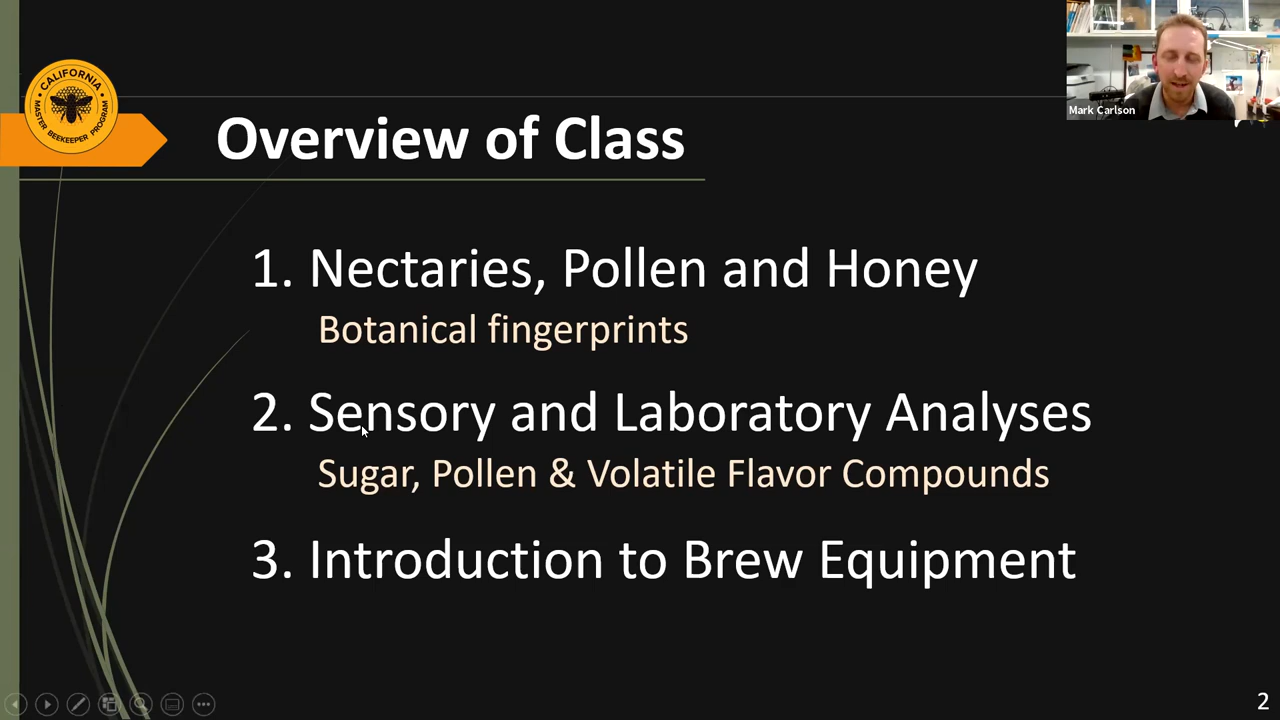 CALIFORNIA
MASTER BEEKEEPER PROGRAM
Mark Carlson
Overview of Class
1. Nectaries, Pollen and Honey
Botanical fingerprints
2. Sensory and Laboratory Analyses
Sugar, Pollen & Volatile Flavor Compounds
3. Introduction to Brew Equipment
2